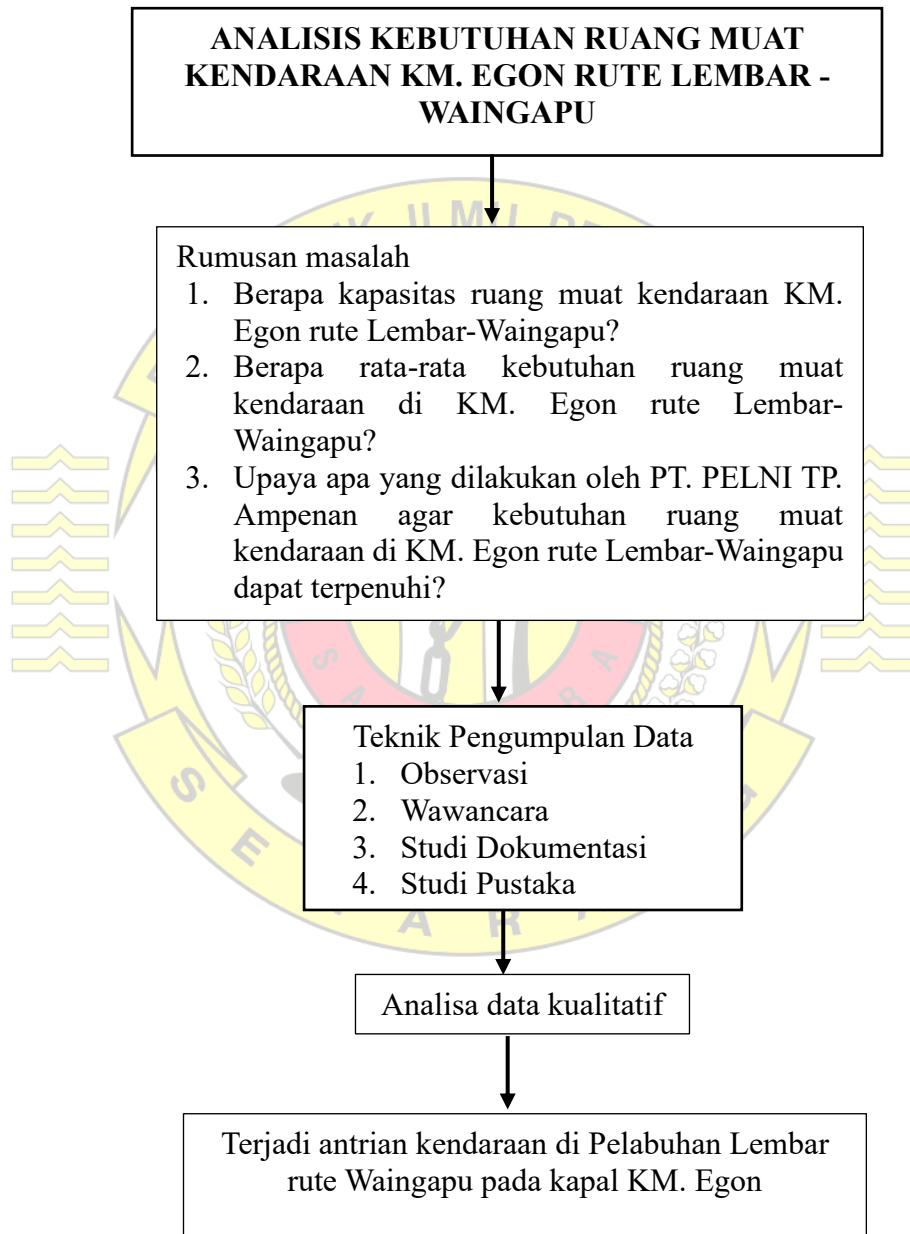 ANALISIS KEBUTUHAN RUANG MUAT
KENDARAAN KM. EGON RUTE LEMBAR -
WAINGAPU
Rumusan masalah
1. Berapa kapasitas ruang muat kendaraan KM.
Egon rute Lembar-Waingapu?
2. Berapa rata-rata kebutuhan ruang muat
kendaraan di KM. Egon rute Lembar-
Waingapu?
3. Upaya apa yang dilakukan oleh PT. PELNI TP.
Ampenan agar kebutuhan ruang muat
kendaraan di KM. Egon rute Lembar-Waingapu
dapat terpenuhi?
Teknik Pengumpulan Data
1. Observasi
2. Wawancara
3. Studi Dokumentasi
4. Studi Pustaka
Analisa data kualitatif
Terjadi antrian kendaraan di Pelabuhan Lembar
rute Waingapu pada kapal KM. Egon